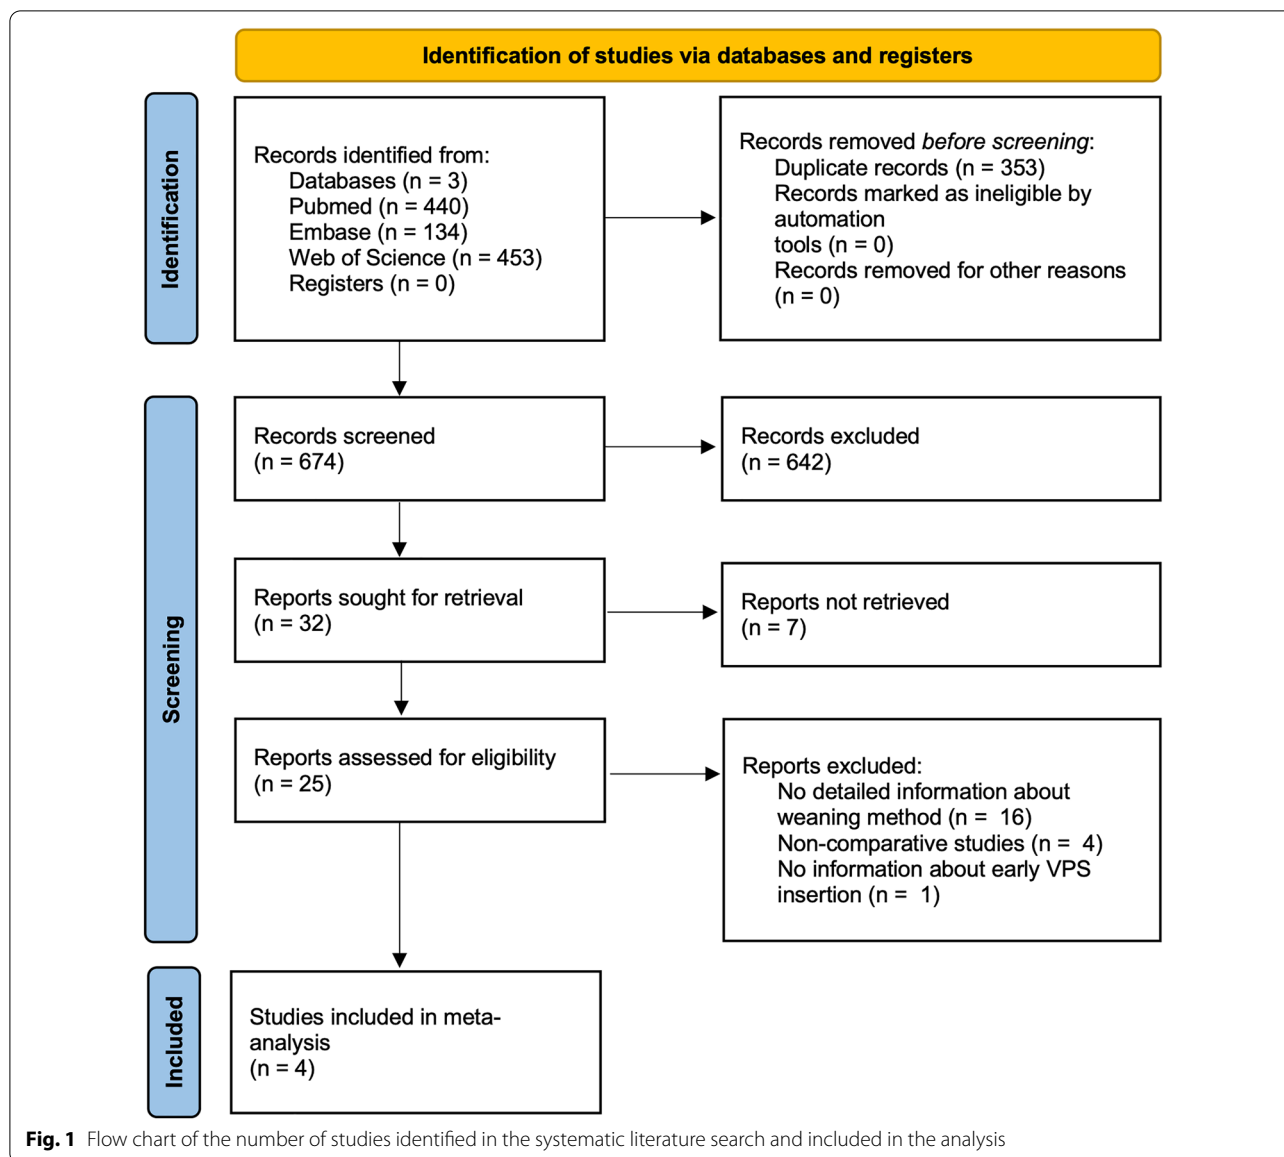 Identification of studies via databases and registers
Identification
Records identified from:
Databases (n = 3)
Pubmed (n = 440)
Embase (n = 134)
Web of Science (n = 453)
Registers (n = 0)
Records removed before screening:
Duplicate records (n = 353)
Records marked as ineligible by
automation
tools (n = 0)
Records removed for other reasons
(n = 0)
Screening
Records screened
(n = 674)
Records excluded
(n = 642)
Reports sought for retrieval
(n = 32)
Reports not retrieved
(n = 7)
Reports assessed for eligibility
(n = 25)
Reports excluded:
No detailed information about
weaning method (n =  16)
Non-comparative studies (n =  4)
No information about early VPS
insertion (n =  1)
Included
Studies included in meta-
analysis
(n = 4)
Fig. 1 Flow chart of the number of studies identified in the systematic literature search and included in the analysis